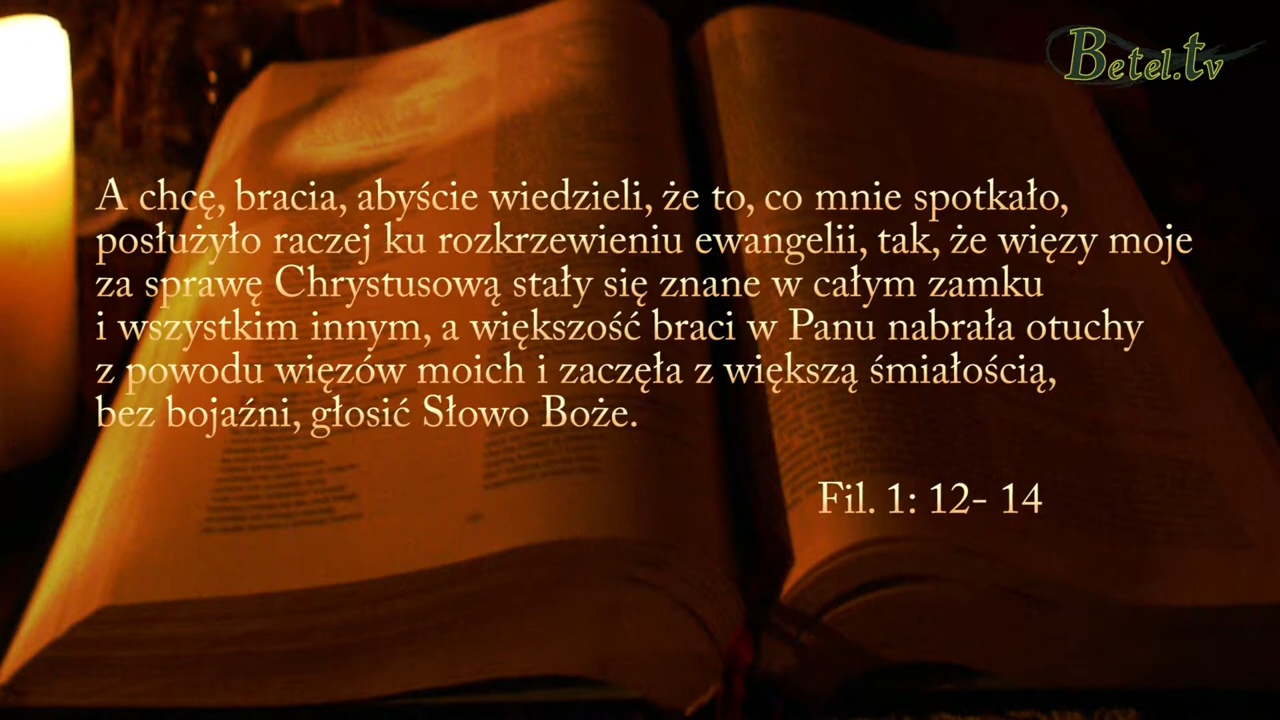 Betel.tv
A chcę, bracia, abyście wiedzieli, że to, co mnie spotkało,
posłużyło raczej ku rozkrzewieniu ewangelii, tak, że więzy moje
za sprawę Chrystusową stały się znane w całym zamku
i wszystkim innym, a większość braci w Panu nabrała otuchy
z powodu więzów moich i zaczęła z większą śmiałością,
bez bojaźni, głosić Słowo Boże.
Fil. 1: 12- 14